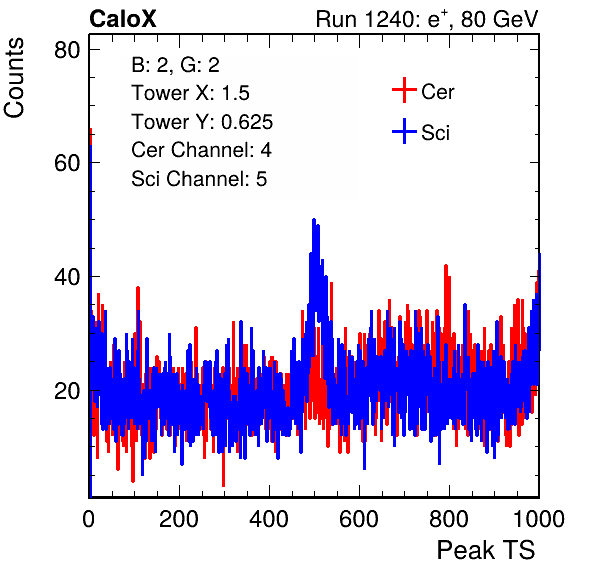 CaloX Run 1240: e⁺, 80 GeV
B: 2, G: 2
Tower X: 1.5
Tower Y: 0.625
Cer Channel: 4
Sci Channel: 5
Cer
Sci
Counts
80
60
40
20
0 200 400 600 800 1000
Peak TS